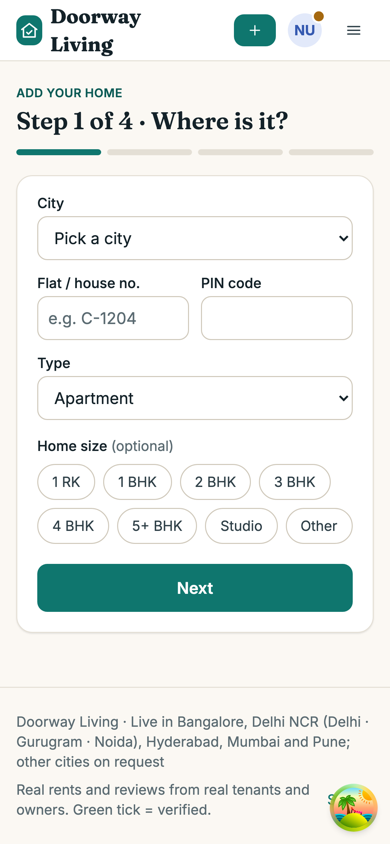 Doorway
Living
+
NU
ADD YOUR HOME
Step 1 of 4 · Where is it?
City
Pick a city
Flat / house no. PIN code
e.g. C-1204
Type
Apartment
Home size (optional)
1 RK 1 BHK 2 BHK 3 BHK
4 BHK 5+ BHK Studio Other
Next
Doorway Living · Live in Bangalore, Delhi NCR (Delhi ·
Gurugram · Noida), Hyderabad, Mumbai and Pune;
other cities on request
Real rents and reviews from real tenants and
owners. Green tick = verified.